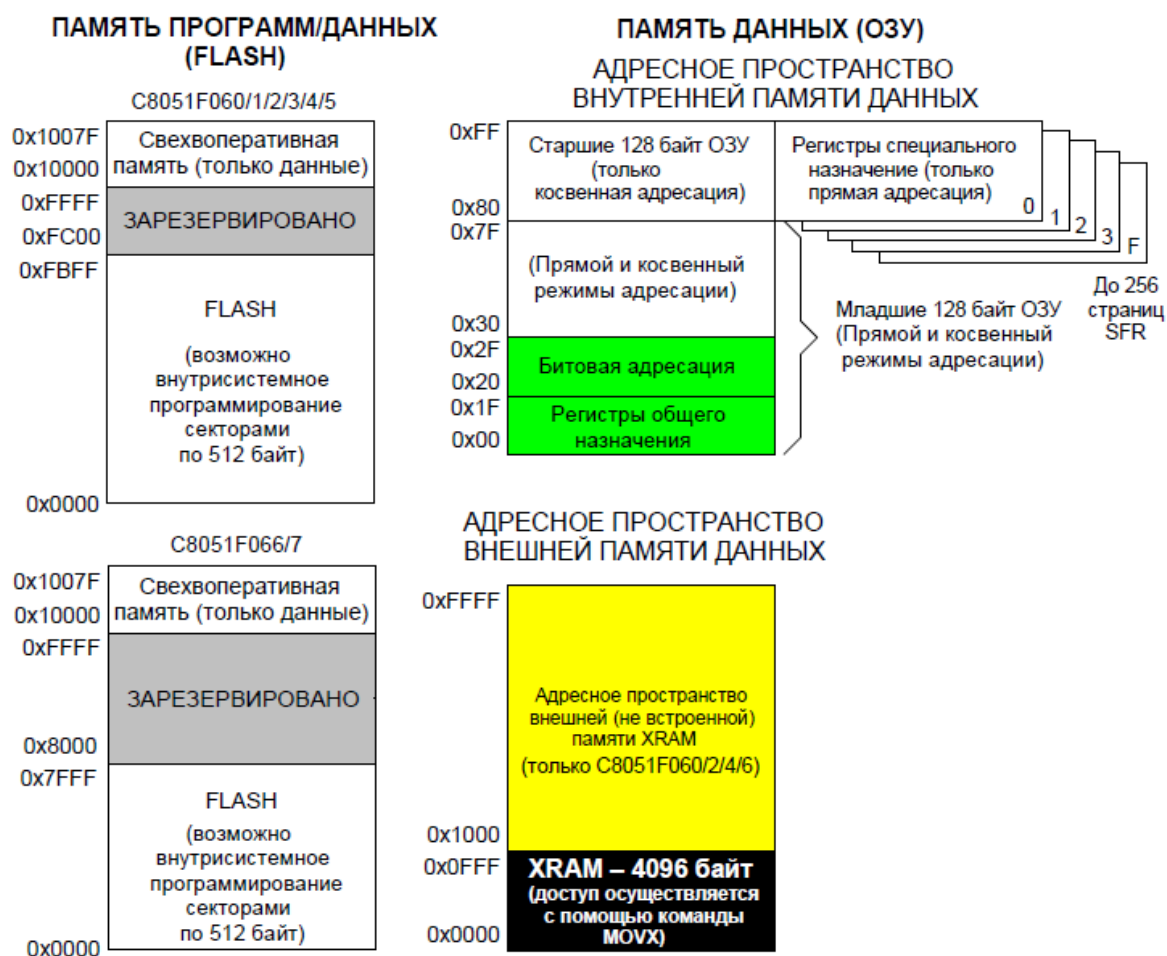 ПАМЯТЬ ПРОГРАММ/ДАННЫХ
(FLASH)
C8051F060/1/2/3/4/5
0x1007F
Свехвоперативная
0x10000
память (только данные)
0xFFFF
ЗАРЕЗЕРВИРОВАНО
0xFC00
0xFBFF
FLASH
(возможно
внутрисистемное
программирование
секторами
по 512 байт)
0x0000
C8051F066/7
0x1007F
Свехвоперативная
0x10000
память (только данные)
0xFFFF
ЗАРЕЗЕРВИРОВАНО
0x8000
0x7FFF
FLASH
(возможно
внутрисистемное
программирование
секторами
по 512 байт)
0x0000
ПАМЯТЬ ДАННЫХ (ОЗУ)
АДРЕСНОЕ ПРОСТРАНСТВО
ВНУТРЕННЕЙ ПАМЯТИ ДАННЫХ
0xFF
Старшие 128 байт ОЗУ
(только
косвенная адресация)
0x80
Регистры специального
назначение (только
прямая адресация)
0
1
2
3
F
До 256
страниц
SFR
0x7F
(Прямой и косвенный
режимы адресации)
0x30
0x2F
Битовая адресация
0x20
0x1F
Регистры общего
назначения
0x00
Младшие 128 байт ОЗУ
(Прямой и косвенный
режимы адресации)
АДРЕСНОЕ ПРОСТРАНСТВО
ВНЕШНЕЙ ПАМЯТИ ДАННЫХ
0xFFFF
Адресное пространство
внешней (не встроенной)
памяти XRAM
(только C8051F060/2/4/6)
0x1000
0x0FFF
XRAM – 4096 байт
(доступ осуществляется
с помощью команды
MOVX)
0x0000